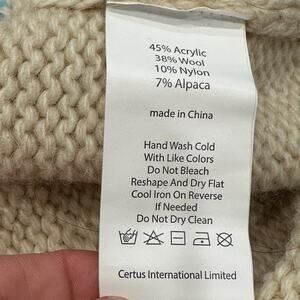 45% Acrylic
38% Wool
10% Nylon
7% Alpaca
made in China
Hand Wash Cold
With Like Colors
Do Not Bleach
Reshape And Dry Flat
Cool Iron On Reverse
If Needed
Do Not Dry Clean
Certus International Limited